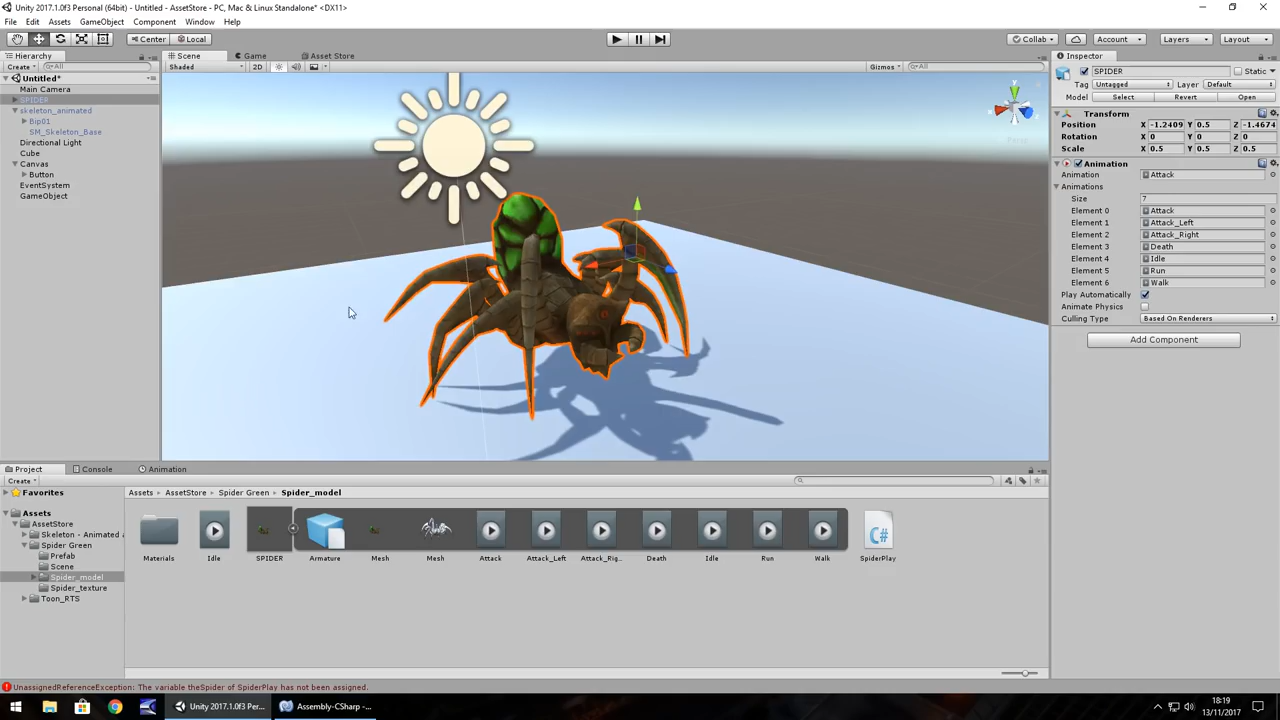 Unity 2017.1.0f3 Personal (64bit) - Untitled - AssetStore - PC, Mac & Linux Standalone* <DX11>
File Edit Assets GameObject Component Window Help
Center Local Collab Account Layers Layout
Hierarchy Scene Game Asset Store Inspector
Create All Shaded 2D Gizmos All
SPIDER Static
Tag Untagged Layer Default
Model Select Revert Open
Untitled*
Main Camera
SPIDER
skeleton_animated
Bip01
SM_Skeleton_Base
Directional Light
Cube
Canvas
Button
EventSystem
GameObject
y
Persp
Transform
Position X -1.2409 Y 0.5 Z -1.4674
Rotation X 0 Y 0 Z 0
Scale X 0.5 Y 0.5 Z 0.5
Animation
Animation Attack
Animations
Size 7
Element 0 Attack
Element 1 Attack_Left
Element 2 Attack_Right
Element 3 Death
Element 4 Idle
Element 5 Run
Element 6 Walk
Play Automatically
Animate Physics
Culling Type Based On Renderers
Add Component
Project Console Animation
Create
Favorites
Assets
AssetStore
Skeleton - Animated
Spider Green
Prefab
Scene
Spider_model
Spider_texture
Toon_RTS
Assets AssetStore Spider Green Spider_model
C#
Materials Idle SPIDER Armature Mesh Mesh Attack Attack_Left Attack_Rig... Death Idle Run Walk SpiderPlay
UnassignedReferenceException: The variable theSpider of SpiderPlay has not been assigned.
Unity 2017.1.0f3 Per... Assembly-CSharp -...
18:19
13/11/2017